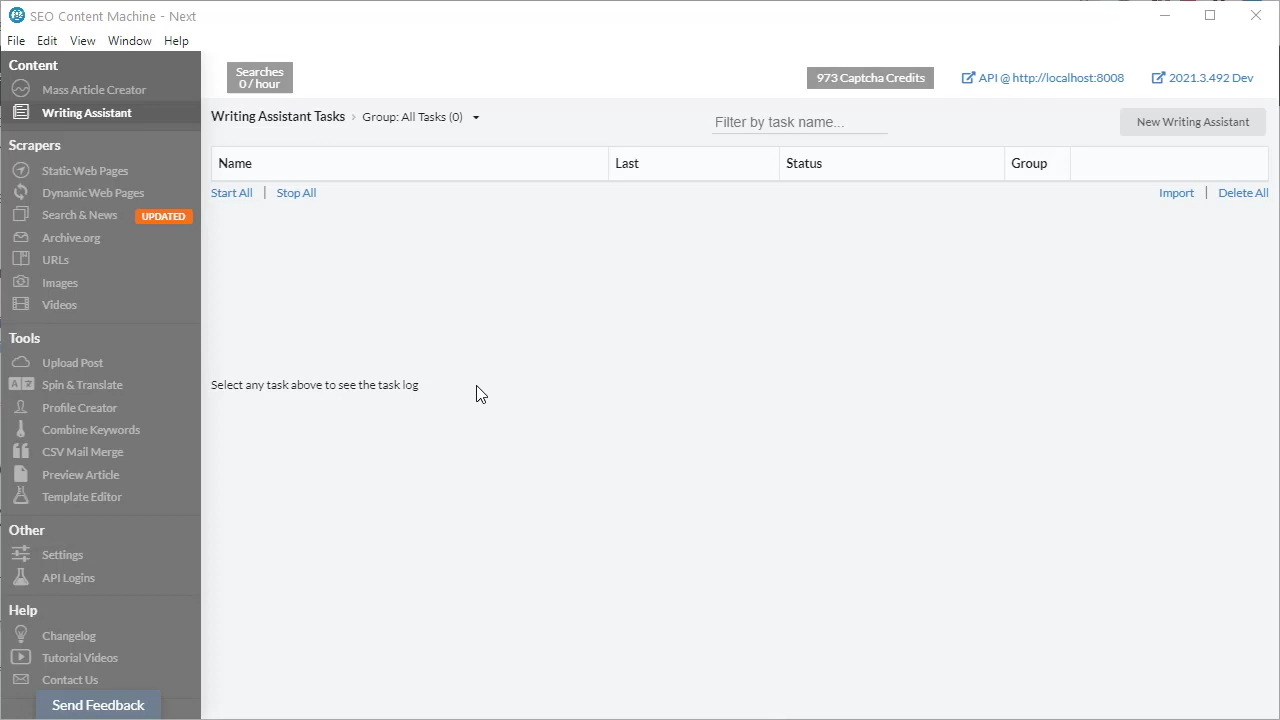 SEO Content Machine - Next
File Edit View Window Help
Content
Mass Article Creator
Writing Assistant
Scrapers
Static Web Pages
Dynamic Web Pages
Search & News UPDATED
Archive.org
URLs
Images
Videos
Tools
Upload Post
Spin & Translate
Profile Creator
Combine Keywords
CSV Mail Merge
Preview Article
Template Editor
Other
Settings
API Logins
Help
Changelog
Tutorial Videos
Contact Us
Send Feedback
Searches
0 / hour
973 Captcha Credits API @ http://localhost:8008 2021.3.492 Dev
Writing Assistant Tasks › Group: All Tasks (0) Filter by task name... New Writing Assistant
Name Last Status Group
Start All | Stop All Import | Delete All
Select any task above to see the task log